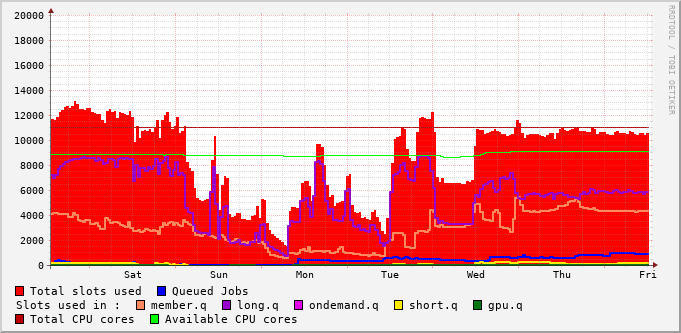 RRDTOOL / TOBI OETIKER
20000
18000
16000
14000
12000
10000
8000
6000
4000
2000
0
Sat Sun Mon Tue Wed Thu Fri
Total slots used Queued Jobs
Slots used in : member.q long.q ondemand.q short.q gpu.q
Total CPU cores Available CPU cores